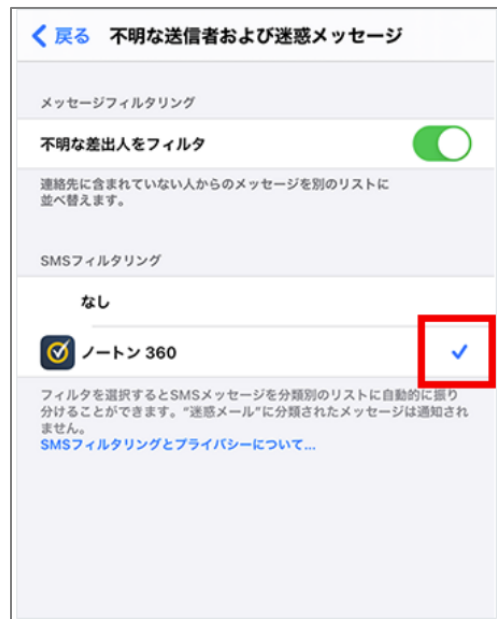 戻る 不明な送信者および迷惑メッセージ
メッセージフィルタリング
不明な差出人をフィルタ
連絡先に含まれていない人からのメッセージを別のリストに
並べ替えます。
SMSフィルタリング
なし
ノートン 360
フィルタを選択するとSMSメッセージを分類別のリストに自動的に振り
分けることができます。“迷惑メール”に分類されたメッセージは通知され
ません。
SMSフィルタリングとプライバシーについて...